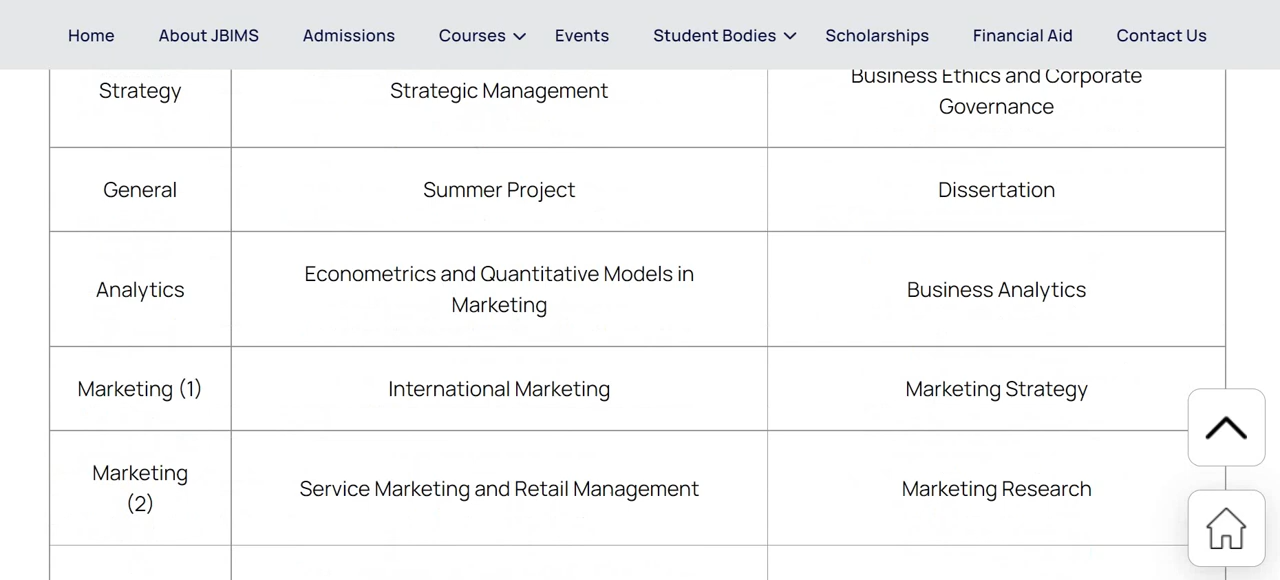 Home About JBIMS Admissions Courses Events Student Bodies Scholarships Financial Aid Contact Us
Strategy Strategic Management Business Ethics and Corporate
Governance
General Summer Project Dissertation
Analytics Econometrics and Quantitative Models in
Marketing Business Analytics
Marketing (1) International Marketing Marketing Strategy
Marketing
(2) Service Marketing and Retail Management Marketing Research